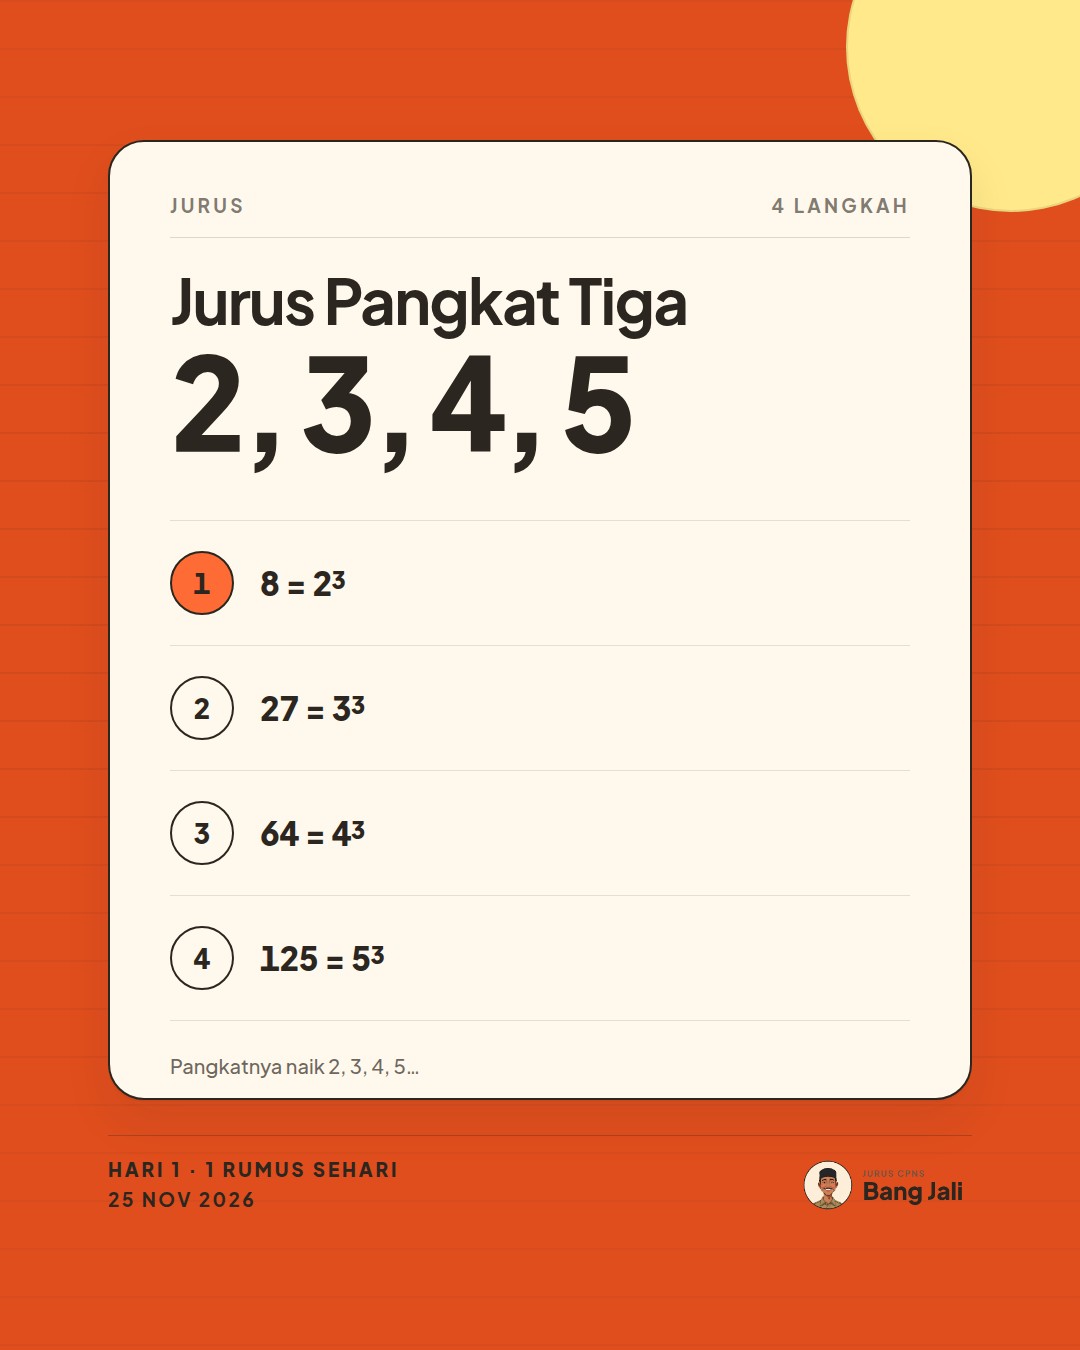 JURUS
4 LANGKAH
Jurus Pangkat Tiga
2, 3, 4, 5
1
8 = 2³
2
27 = 3³
3
64 = 4³
4
125 = 5³
Pangkatnya naik 2, 3, 4, 5…
HARI 1 · 1 RUMUS SEHARI
25 NOV 2026
JURUS CPNS
Bang Jali